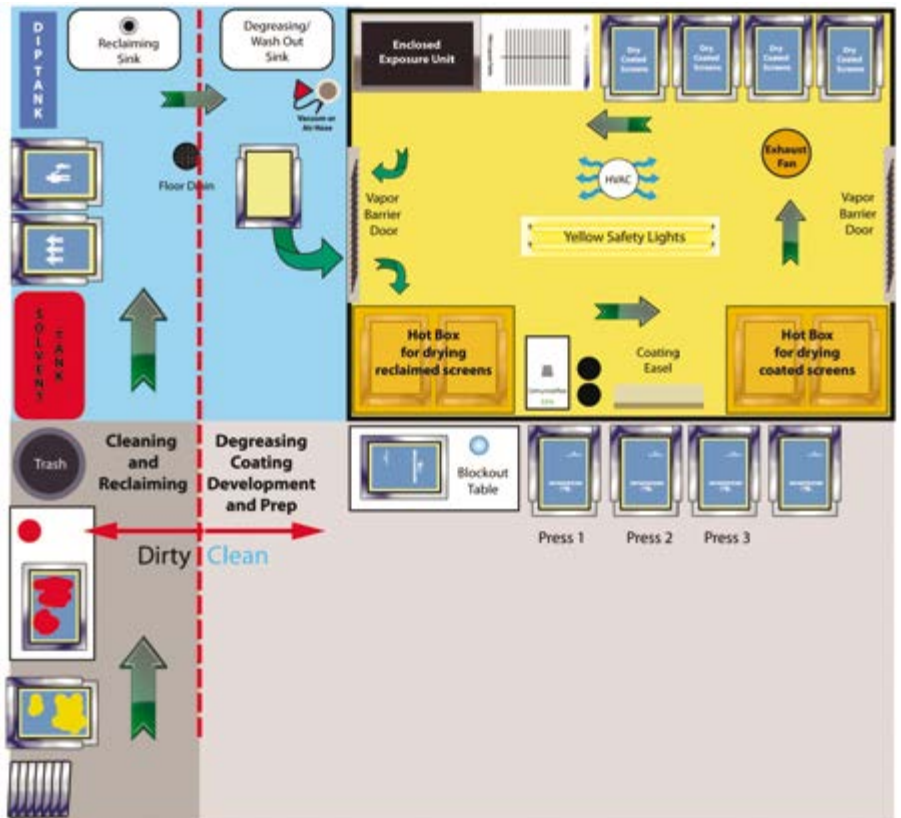 DIP TANK
Reclaiming
Sink
Degreasing/
Wash Out
Sink
Enclosed
Exposure Unit
Dry
Coated
Screens
Dry
Coated
Screens
Dry
Coated
Screens
Dry
Coated
Screens
Vacuum or
Air Hose
Floor Drain
Vapor
Barrier
Door
HVAC
Exhaust
Fan
Vapor
Barrier
Door
Yellow Safety Lights
SOLVENT
TANK
Hot Box
for drying
reclaimed screens
Coating
Easel
Hot Box
for drying
coated screens
Trash
Cleaning
and
Reclaiming
Degreasing
Coating
Development
and Prep
Blockout
Table
Press 1
Press 2
Press 3
Dirty
Clean